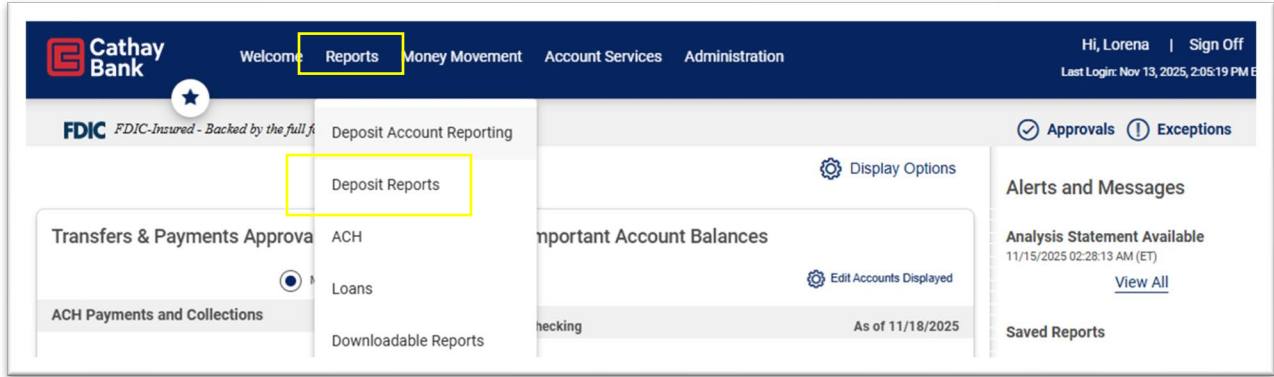 Cathay Bank
Welcome Reports Money Movement Account Services Administration
Hi, Lorena | Sign Off
Last Login: Nov 13, 2025, 2:05:19 PM
FDIC FDIC-Insured - Backed by the full
Approvals Exceptions
Deposit Account Reporting
Deposit Reports
ACH
Loans
Downloadable Reports
Display Options
Transfers & Payments Approva
mportant Account Balances
Edit Accounts Displayed
ACH Payments and Collections
hecking As of 11/18/2025
Alerts and Messages
Analysis Statement Available
11/15/2025 02:28:13 AM (ET)
View All
Saved Reports